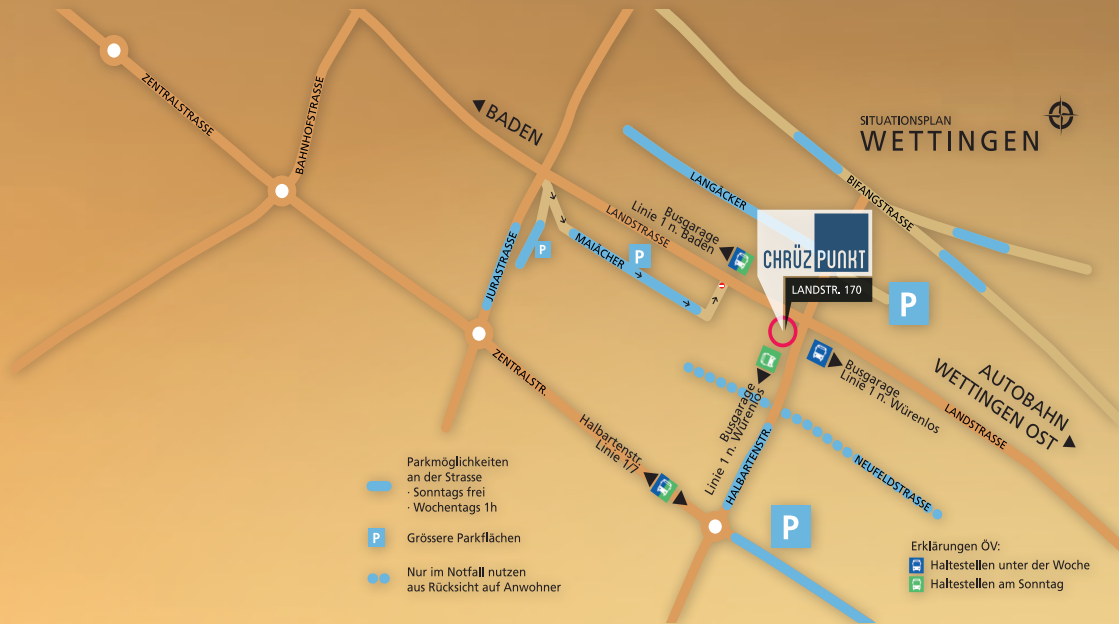 SITUATIONSPLAN
WETTINGEN
ZENTRALSTRASSE
BAHNHOFSTRASSE
BADEN
LANGÄCKER
BIFANGSTRASSE
LANDSTRASSE
Busgarage
Linie 1 n. Baden
JURASTRASSE
P
MAIÄCHER
P
CHRÜZ PUNKT
LANDSTR. 170
P
ZENTRALSTR.
Busgarage
Linie 1 n. Würenlos
Busgarage
Linie 1 n. Würenlos
AUTOBAHN
WETTINGEN OST
LANDSTRASSE
Halbartenstr.
Linie 1/7
HALBARTENSTR.
NEUFELDSTRASSE
P
Parkmöglichkeiten
an der Strasse
· Sonntags frei
· Wochentags 1h
P
Grössere Parkflächen
Nur im Notfall nutzen
aus Rücksicht auf Anwohner
Erklärungen ÖV:
Haltestellen unter der Woche
Haltestellen am Sonntag